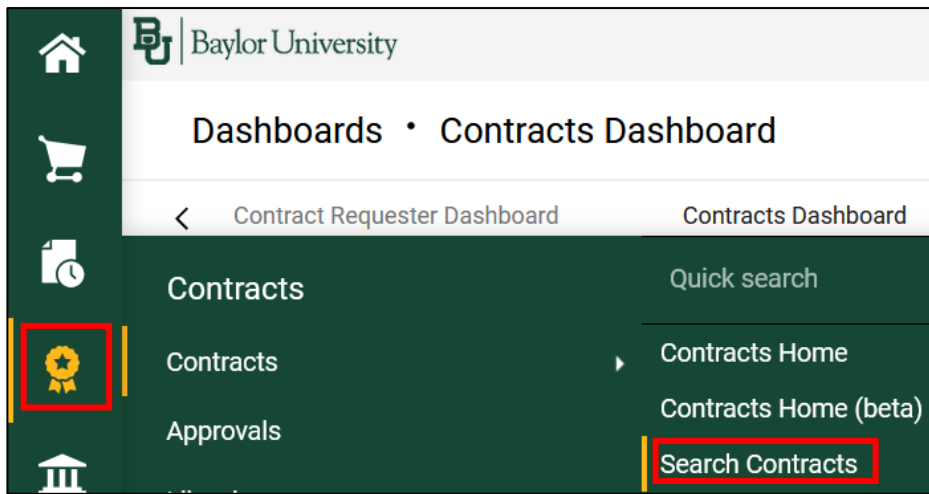 BU Baylor University
Dashboards • Contracts Dashboard
Contract Requester Dashboard
Contracts Dashboard
Contracts
Quick search
Contracts
Contracts Home
Contracts Home (beta)
Approvals
Search Contracts